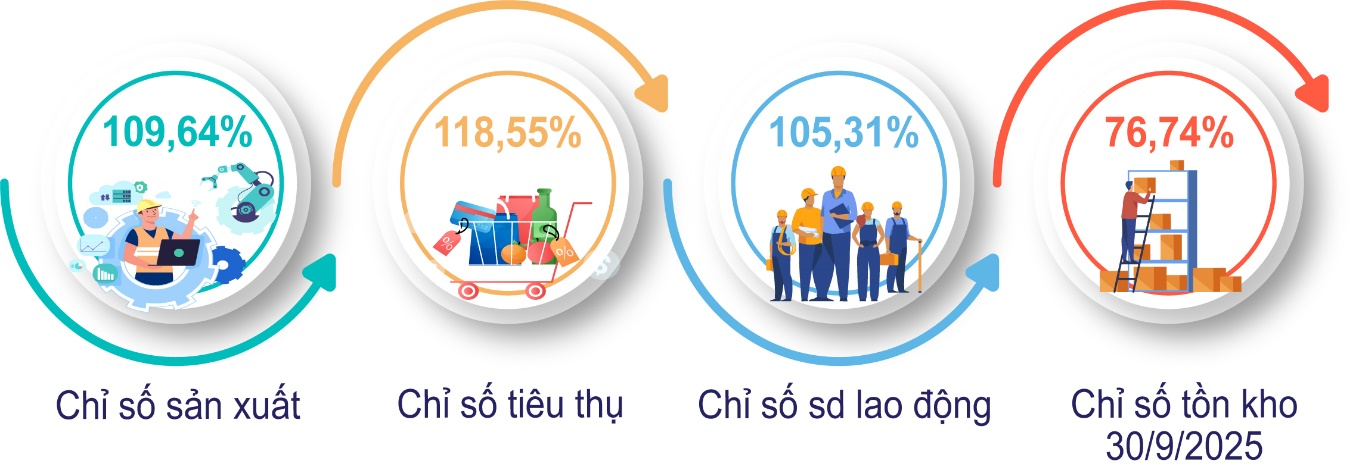 109,64%
118,55%
105,31%
76,74%
Chỉ số sản xuất
Chỉ số tiêu thụ
Chỉ số sd lao động
Chỉ số tồn kho
30/9/2025